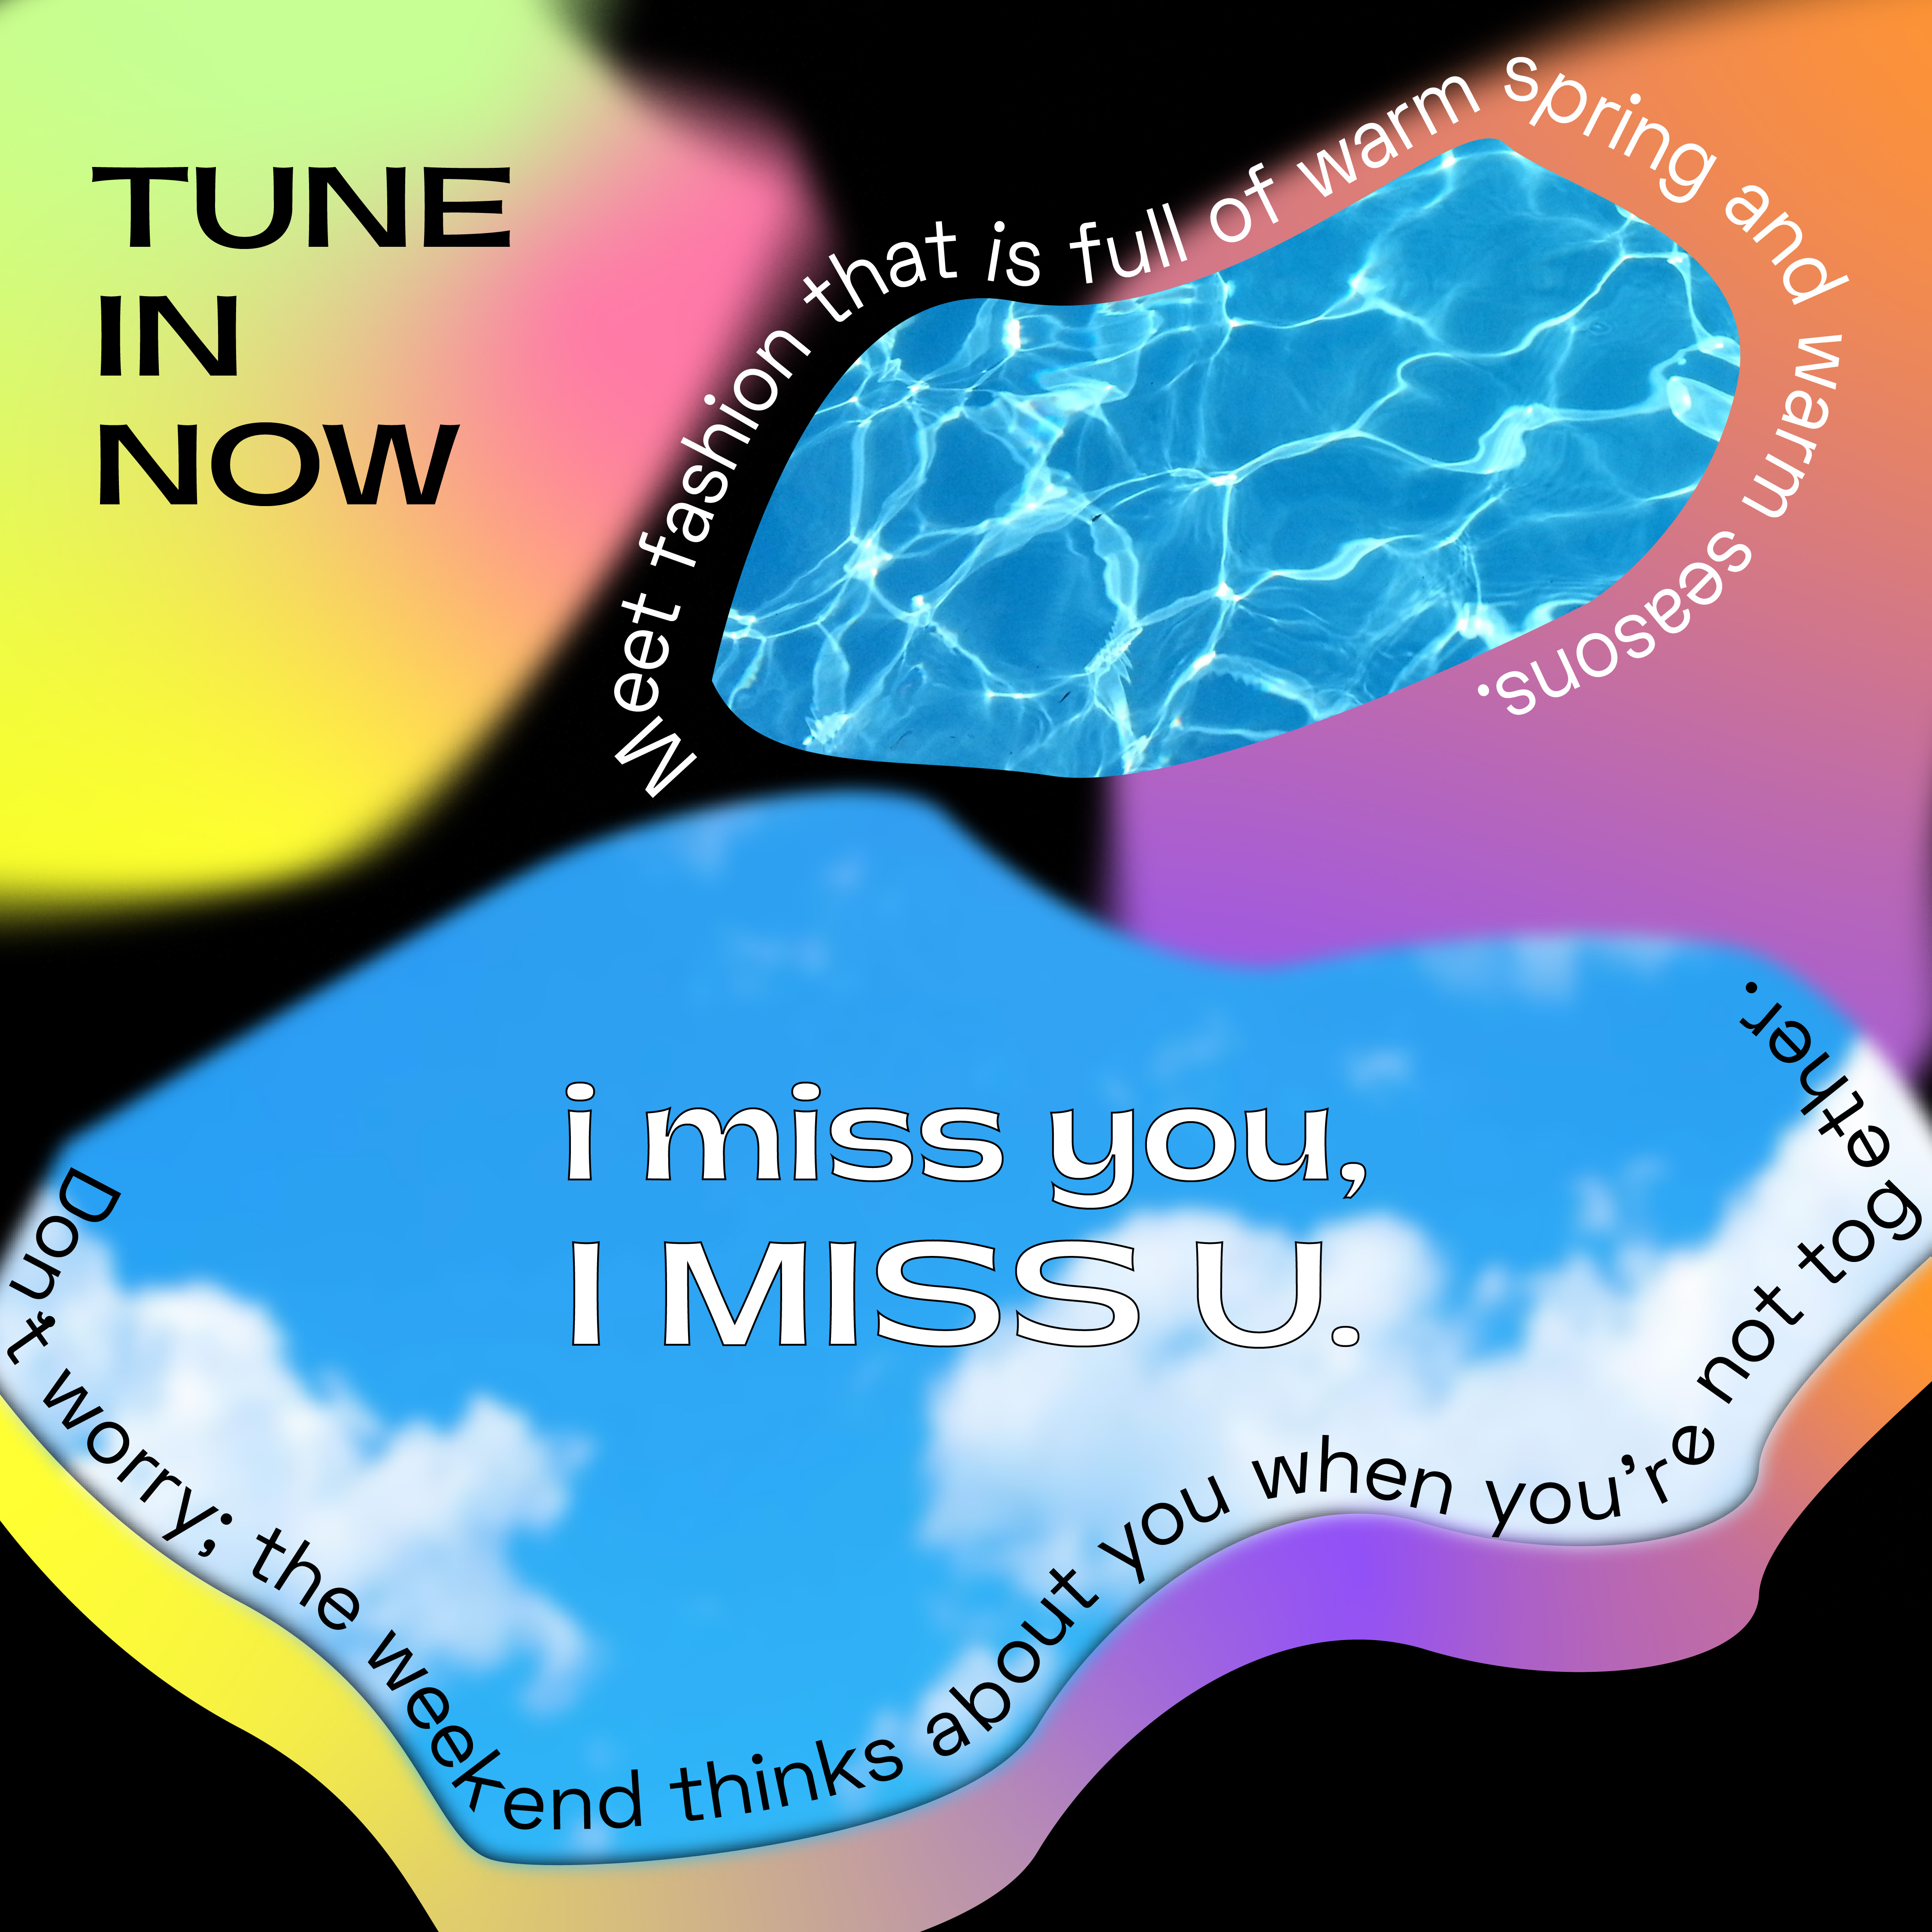 TUNE
IN
NOW
Meet fashion that is full of warm spring and warm seasons.
i miss you,
I MISS U.
Don’t worry; the weekend thinks about you when you’re not together.